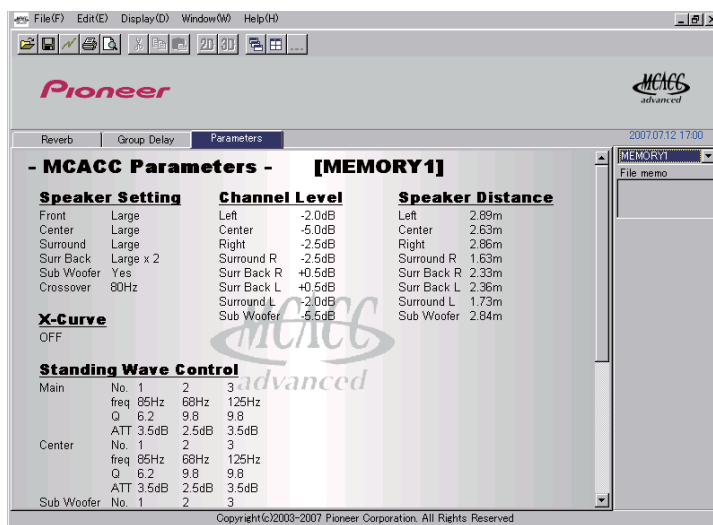 File(F) Edit(E) Display(D) Window(W) Help(H)
2D 3D ...
Pioneer
MCACC
advanced
Reverb Group Delay Parameters
2007.07.12 17:00
- MCACC Parameters - [MEMORY1]
MEMORY1
File memo
Speaker Setting
Front Large
Center Large
Surround Large
Surr Back Large x 2
Sub Woofer Yes
Crossover 80Hz
Channel Level
Left -2.0dB
Center -5.0dB
Right -2.5dB
Surround R -2.5dB
Surr Back R +0.5dB
Surr Back L +0.5dB
Surround L -2.0dB
Sub Woofer -5.5dB
Speaker Distance
Left 2.89m
Center 2.63m
Right 2.86m
Surround R 1.63m
Surr Back R 2.33m
Surr Back L 2.36m
Surround L 1.73m
Sub Woofer 2.84m
X-Curve
OFF
MCACC
advanced
Standing Wave Control
Main No. 1 2 3
freq 85Hz 68Hz 125Hz
Q 6.2 9.8 9.8
ATT 3.5dB 2.5dB 3.5dB
Center No. 1 2 3
freq 85Hz 68Hz 125Hz
Q 6.2 9.8 9.8
ATT 3.5dB 2.5dB 3.5dB
Sub Woofer No. 1 2 3
Copyright(c)2003-2007 Pioneer Corporation. All Rights Reserved